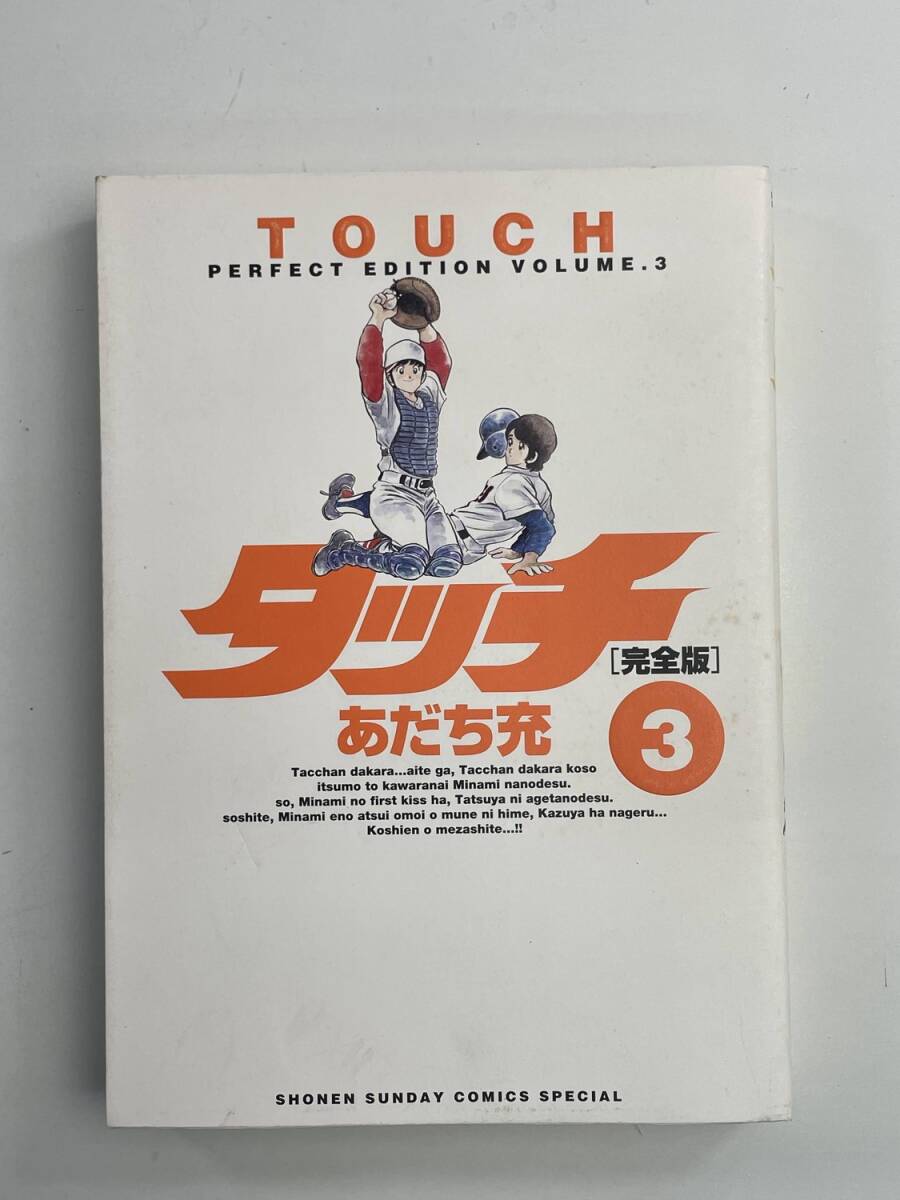 TOUCH
PERFECT EDITION VOLUME.3
タッチ
[完全版]
あだち充
3
Tacchan dakara...aite ga, Tacchan dakara koso
itsumo to kawaranai Minami nanodesu.
so, Minami no first kiss ha, Tatsuya ni agetanodesu.
soshite, Minami eno atsui omoi o mune ni hime, Kazuya ha nageru...
Koshien o mezashite...!!
SHONEN SUNDAY COMICS SPECIAL